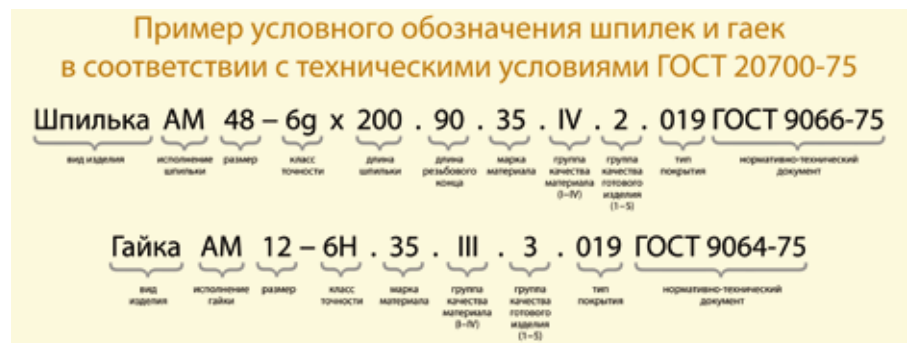 Пример условного обозначения шпилек и гаек
в соответствии с техническими условиями ГОСТ 20700-75
Шпилька АМ 48 – 6g x 200 . 90 . 35 . IV . 2 . 019 ГОСТ 9066-75
вид изделия исполнение шпильки размер класс точности длина шпильки длина резьбового конца марка материала группа качества материала (I–IV) группа качества готового изделия (1–5) тип покрытия нормативно-технический документ
Гайка АМ 12 – 6H . 35 . III . 3 . 019 ГОСТ 9064-75
вид изделия исполнение гайки размер класс точности марка материала группа качества материала (I–IV) группа качества готового изделия (1–5) тип покрытия нормативно-технический документ